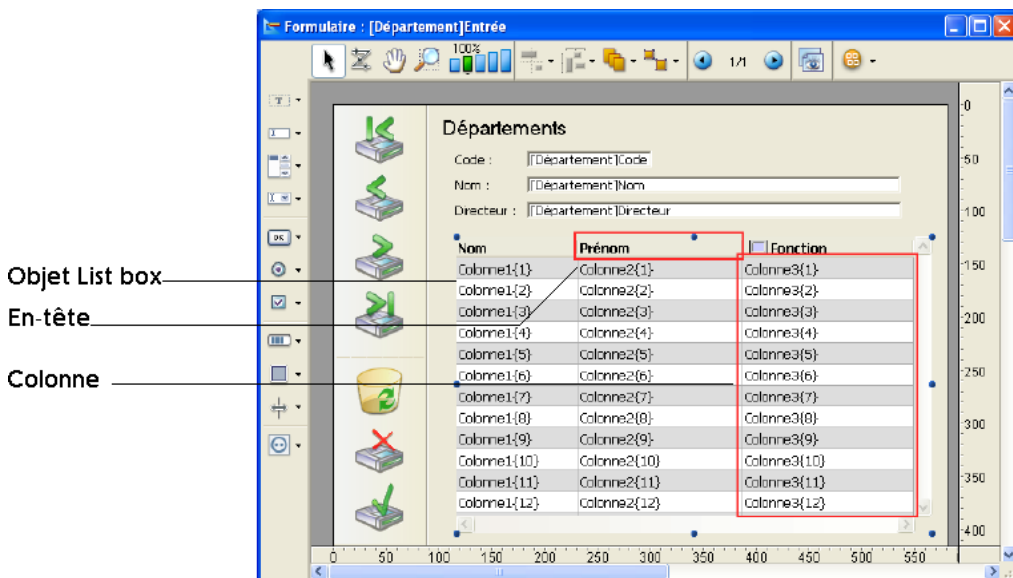 Formulaire : [Département]Entrée
100%
1/1
Départements
Code : [Département]Code
Nom : [Département]Nom
Directeur : [Département]Directeur
Nom Prénom Fonction
Colonne1{1} Colonne2{1} Colonne3{1}
Colonne1{2} Colonne2{2} Colonne3{2}
Colonne1{3} Colonne2{3} Colonne3{3}
Colonne1{4} Colonne2{4} Colonne3{4}
Colonne1{5} Colonne2{5} Colonne3{5}
Colonne1{6} Colonne2{6} Colonne3{6}
Colonne1{7} Colonne2{7} Colonne3{7}
Colonne1{8} Colonne2{8} Colonne3{8}
Colonne1{9} Colonne2{9} Colonne3{9}
Colonne1{10} Colonne2{10} Colonne3{10}
Colonne1{11} Colonne2{11} Colonne3{11}
Colonne1{12} Colonne2{12} Colonne3{12}
Objet List box
En-tête
Colonne
OK
0
50
100
150
200
250
300
350
400
0 50 100 150 200 250 300 350 400 450 500 550